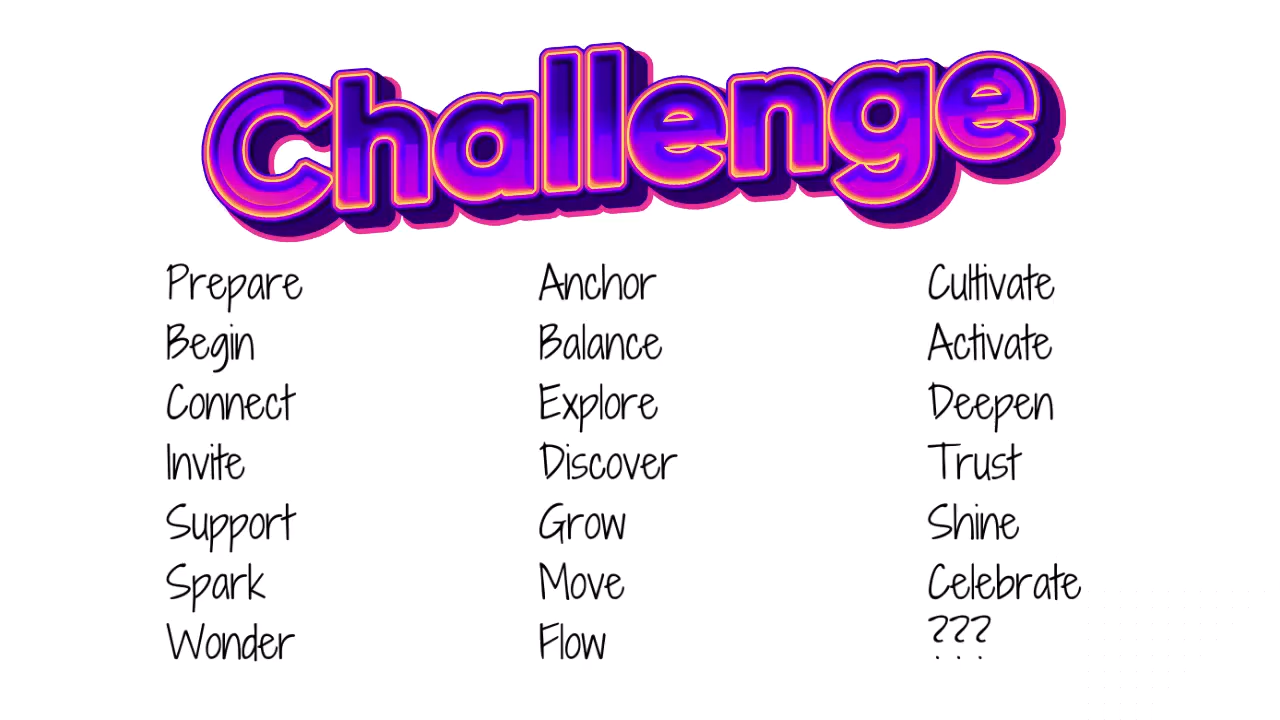 Challenge
Prepare
Begin
Connect
Invite
Support
Spark
Wonder
Anchor
Balance
Explore
Discover
Grow
Move
Flow
Cultivate
Activate
Deepen
Trust
Shine
Celebrate
???